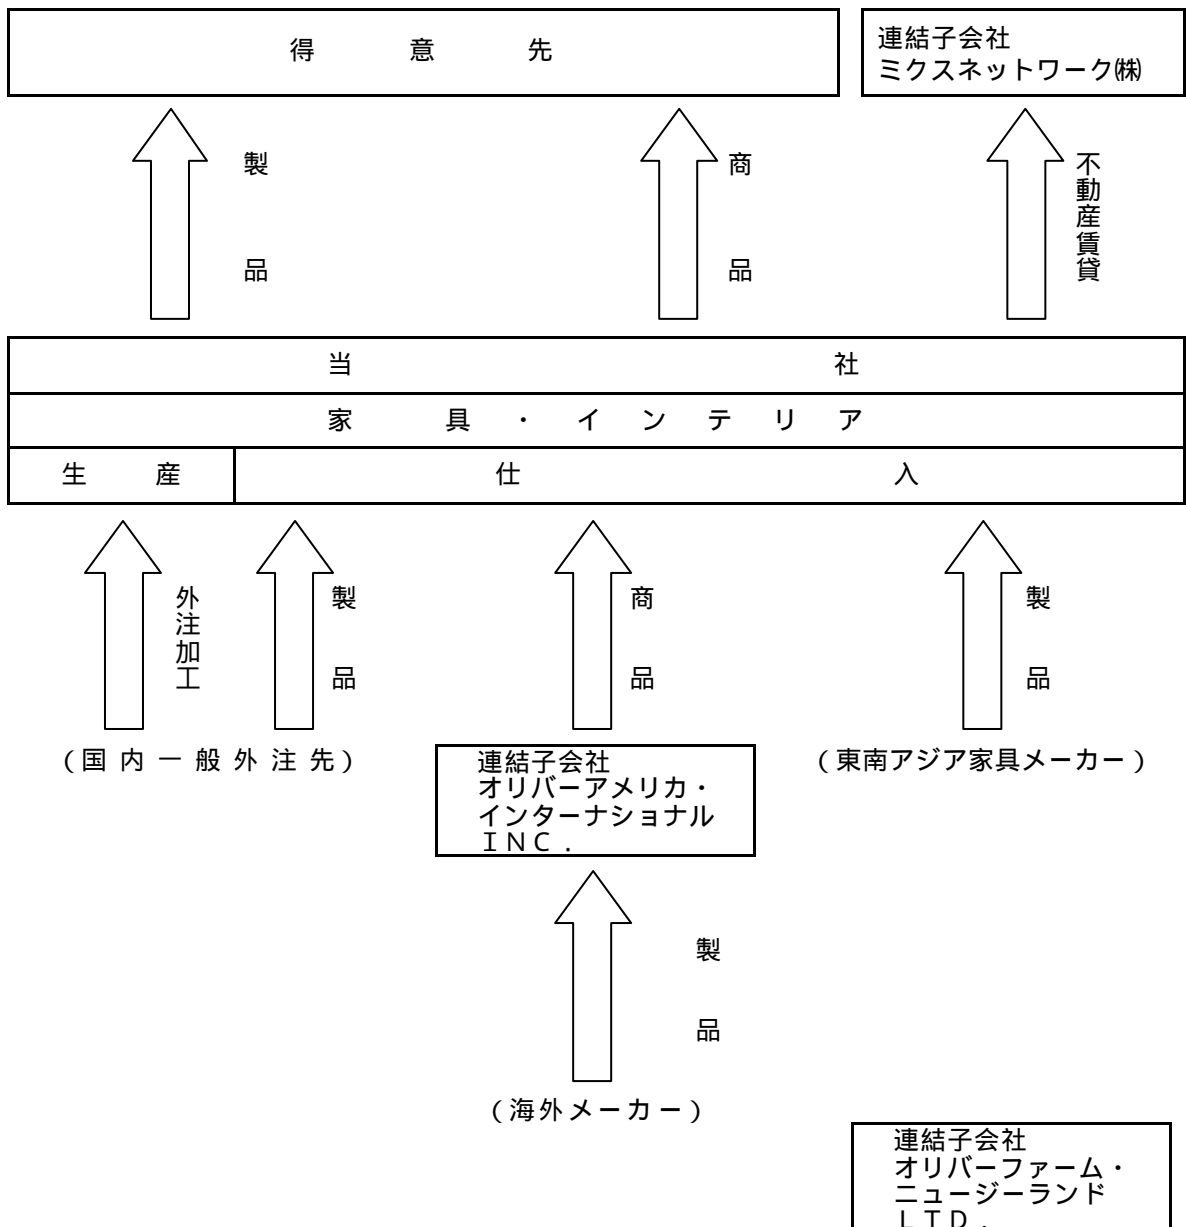 得意先
連結子会社
ミクスネットワーク㈱
製品
商品
不動産賃貸
当社
家具・インテリア
生産
仕入
外注加工
製品
商品
製品
(国内一般外注先)
連結子会社
オリバーアメリカ・
インターナショナル
ＩＮＣ．
(東南アジア家具メーカー)
製品
(海外メーカー)
連結子会社
オリバーファーム・
ニュージーランド
ＬＴＤ．